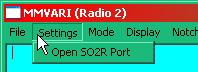 MMVARI (Radio 2)
File Settings Mode Display Notch
Open SO2R Port